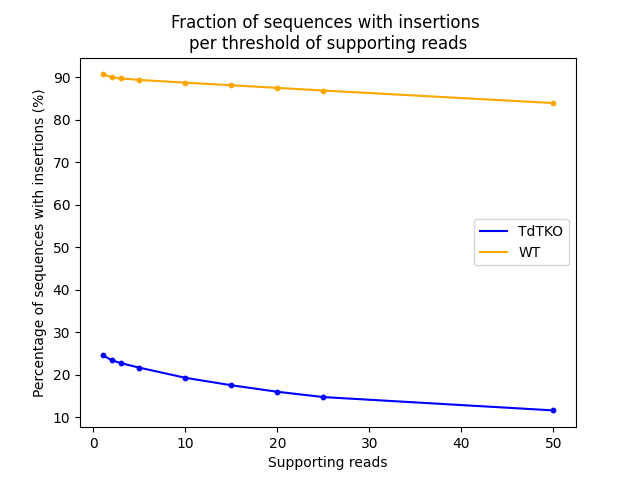 Fraction of sequences with insertions
per threshold of supporting reads
Percentage of sequences with insertions (%)
90
80
70
60
50
40
30
20
10
TdTKO
WT
0
10
20
30
40
50
Supporting reads